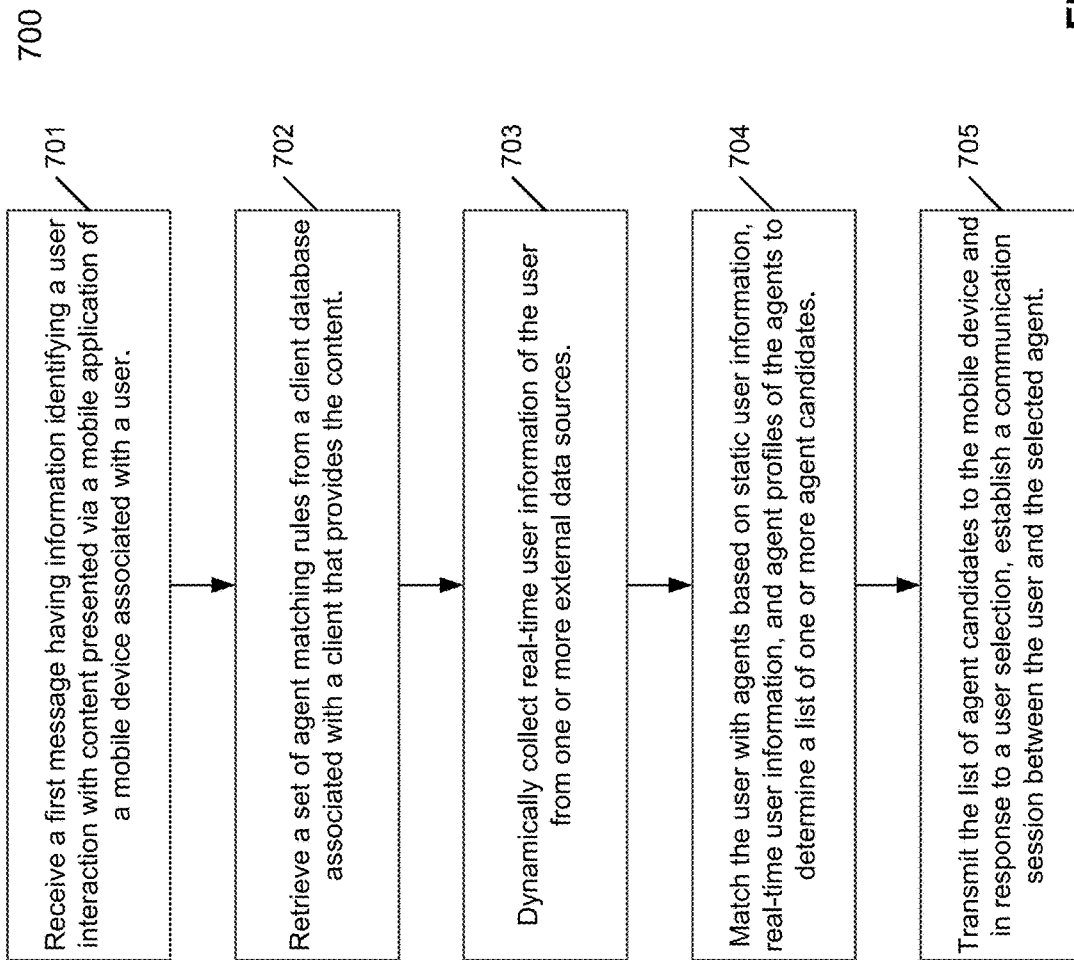 700
Receive a first message having information identifying a user
interaction with content presented via a mobile application of
a mobile device associated with a user.
701
Retrieve a set of agent matching rules from a client database
associated with a client that provides the content.
702
Dynamically collect real-time user information of the user
from one or more external data sources.
703
Match the user with agents based on static user information,
real-time user information, and agent profiles of the agents to
determine a list of one or more agent candidates.
704
Transmit the list of agent candidates to the mobile device and
in response to a user selection, establish a communication
session between the user and the selected agent.
705